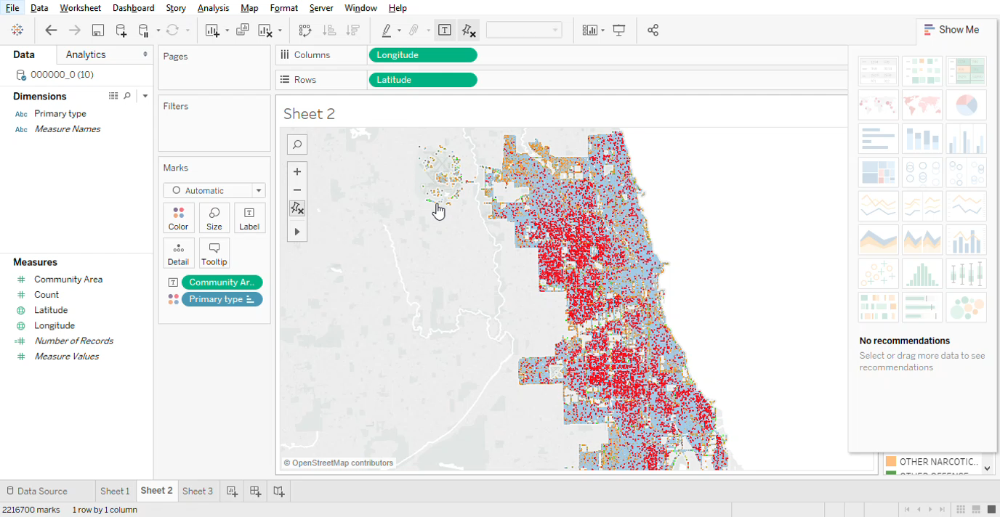 File Data Worksheet Dashboard Story Analysis Map Format Server Window Help
Data Analytics
000000_0 (10)
Dimensions
Abc Primary type
Abc Measure Names
Measures
# Community Area
# Count
Latitude
Longitude
=# Number of Records
# Measure Values
Pages
Filters
Marks
Automatic
Color Size Label
Detail Tooltip
Community Ar..
Primary type
Columns Longitude
Rows Latitude
Sheet 2
© OpenStreetMap contributors
Show Me
No recommendations
Select or drag more data to see
recommendations
OTHER NARCOTIC..
OTHER OFFENSE
Data Source Sheet 1 Sheet 2 Sheet 3
2216700 marks 1 row by 1 column